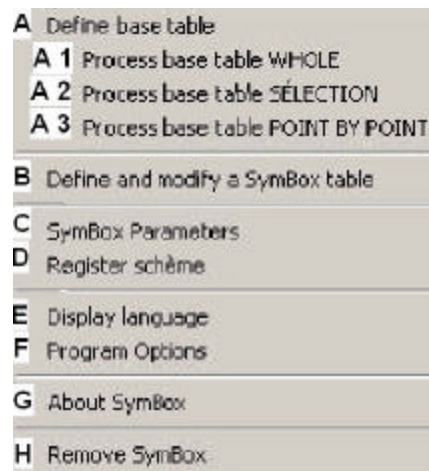 A Define base table
A 1 Process base table WHOLE
A 2 Process base table SÉLECTION
A 3 Process base table POINT BY POINT
B Define and modify a SymBox table
C SymBox Parameters
D Register schème
E Display language
F Program Options
G About SymBox
H Remove SymBox